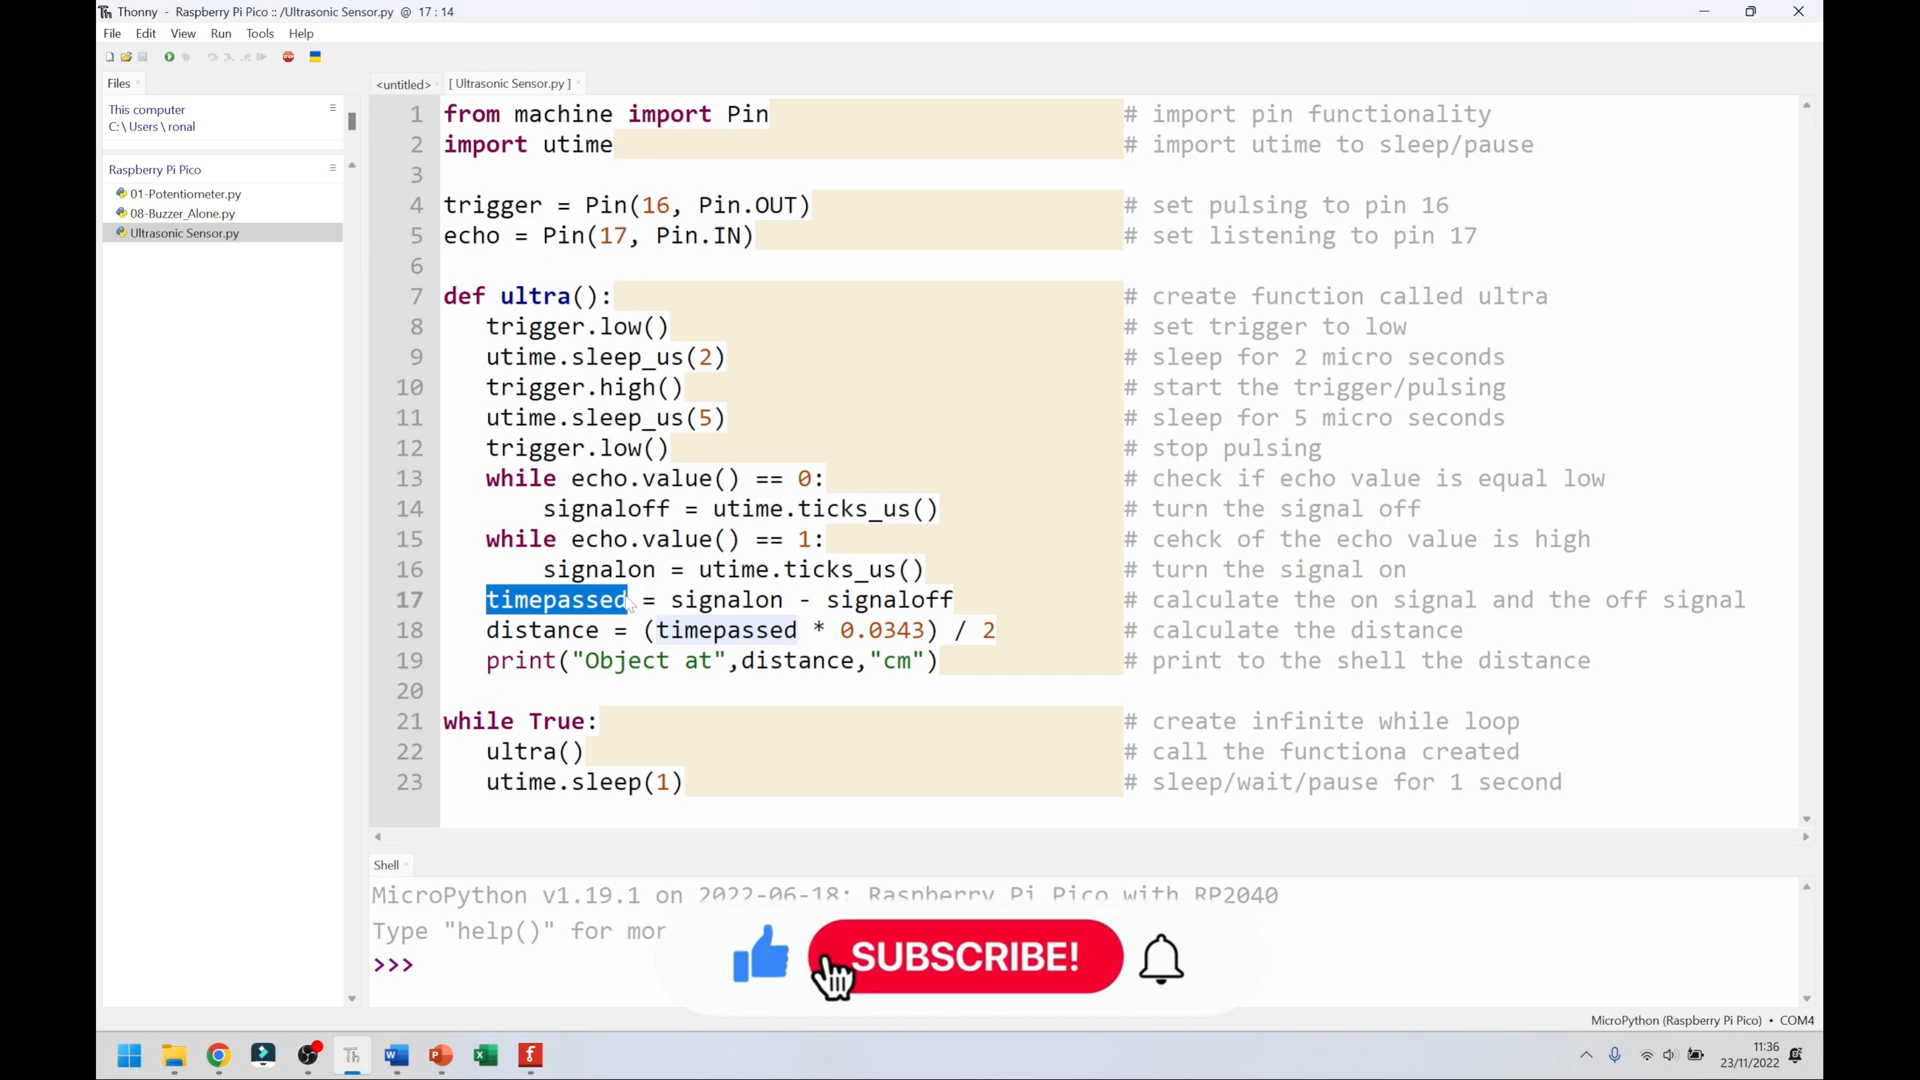 Thonny - Raspberry Pi Pico :: /Ultrasonic Sensor.py @ 17 : 14
File Edit View Run Tools Help
Files
This computer
C: \ Users \ ronal
Raspberry Pi Pico
01-Potentiometer.py
08-Buzzer_Alone.py
Ultrasonic Sensor.py
<untitled> [ Ultrasonic Sensor.py ]
1 from machine import Pin # import pin functionality
2 import utime # import utime to sleep/pause
3
4 trigger = Pin(16, Pin.OUT) # set pulsing to pin 16
5 echo = Pin(17, Pin.IN) # set listening to pin 17
6
7 def ultra(): # create function called ultra
8 trigger.low() # set trigger to low
9 utime.sleep_us(2) # sleep for 2 micro seconds
10 trigger.high() # start the trigger/pulsing
11 utime.sleep_us(5) # sleep for 5 micro seconds
12 trigger.low() # stop pulsing
13 while echo.value() == 0: # check if echo value is equal low
14 signaloff = utime.ticks_us() # turn the signal off
15 while echo.value() == 1: # cehck of the echo value is high
16 signalon = utime.ticks_us() # turn the signal on
17 timepassed = signalon - signaloff # calculate the on signal and the off signal
18 distance = (timepassed * 0.0343) / 2 # calculate the distance
19 print("Object at",distance,"cm") # print to the shell the distance
20
21 while True: # create infinite while loop
22 ultra() # call the functiona created
23 utime.sleep(1) # sleep/wait/pause for 1 second
Shell
MicroPython v1.19.1 on 2022-06-18; Raspberry Pi Pico with RP2040
Type "help()" for mor
>>>
SUBSCRIBE!
MicroPython (Raspberry Pi Pico) • COM4
11:36
23/11/2022